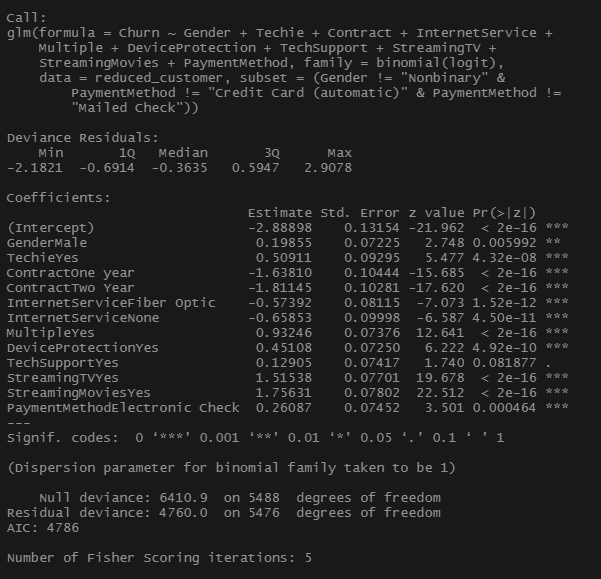 Call:
glm(formula = Churn ~ Gender + Techie + Contract + InternetService +
    Multiple + DeviceProtection + TechSupport + StreamingTV +
    StreamingMovies + PaymentMethod, family = binomial(logit),
    data = reduced_customer, subset = (Gender != "Nonbinary" &
        PaymentMethod != "Credit Card (automatic)" & PaymentMethod !=
        "Mailed Check"))

Deviance Residuals:
    Min       1Q   Median       3Q      Max
-2.1821  -0.6914  -0.3635   0.5947   2.9078

Coefficients:
                              Estimate Std. Error z value Pr(>|z|)
(Intercept)                   -2.88898    0.13154 -21.962  < 2e-16 ***
GenderMale                     0.19855    0.07225   2.748 0.005992 **
TechieYes                      0.50911    0.09295   5.477 4.32e-08 ***
ContractOne year              -1.63810    0.10444 -15.685  < 2e-16 ***
ContractTwo Year              -1.81145    0.10281 -17.620  < 2e-16 ***
InternetServiceFiber Optic    -0.57392    0.08115  -7.073 1.52e-12 ***
InternetServiceNone           -0.65853    0.09998  -6.587 4.50e-11 ***
MultipleYes                    0.93246    0.07376  12.641  < 2e-16 ***
DeviceProtectionYes            0.45108    0.07250   6.222 4.92e-10 ***
TechSupportYes                 0.12905    0.07417   1.740 0.081877 .
StreamingTVYes                 1.51538    0.07701  19.678  < 2e-16 ***
StreamingMoviesYes             1.75631    0.07802  22.512  < 2e-16 ***
PaymentMethodElectronic Check  0.26087    0.07452   3.501 0.000464 ***
---
Signif. codes:  0 ‘***’ 0.001 ‘**’ 0.01 ‘*’ 0.05 ‘.’ 0.1 ‘ ’ 1

(Dispersion parameter for binomial family taken to be 1)

    Null deviance: 6410.9  on 5488  degrees of freedom
Residual deviance: 4760.0  on 5476  degrees of freedom
AIC: 4786

Number of Fisher Scoring iterations: 5